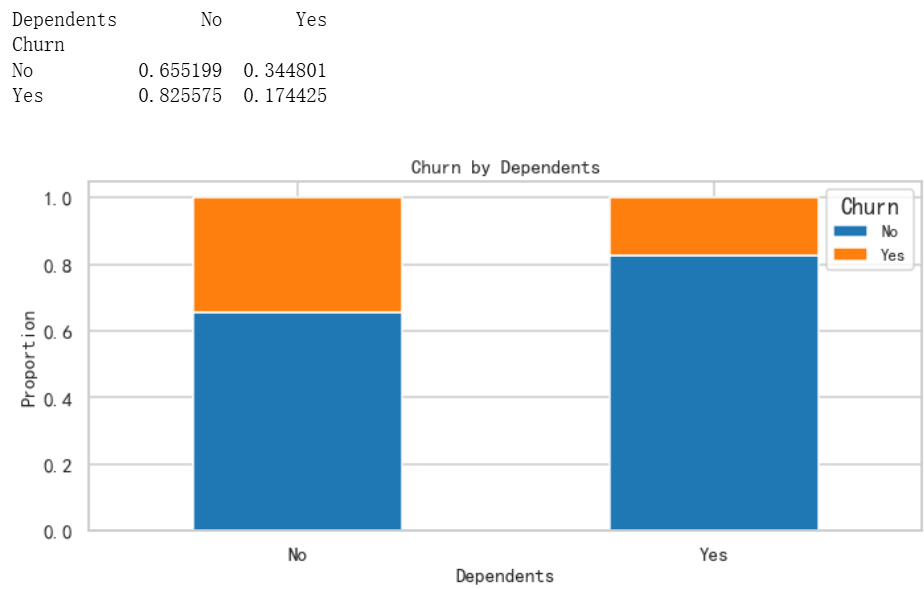 Dependents No Yes
Churn
No 0.655199 0.344801
Yes 0.825575 0.174425
Churn by Dependents
Churn
No
Yes
Proportion
1.0
0.8
0.6
0.4
0.2
0.0
No Yes
Dependents